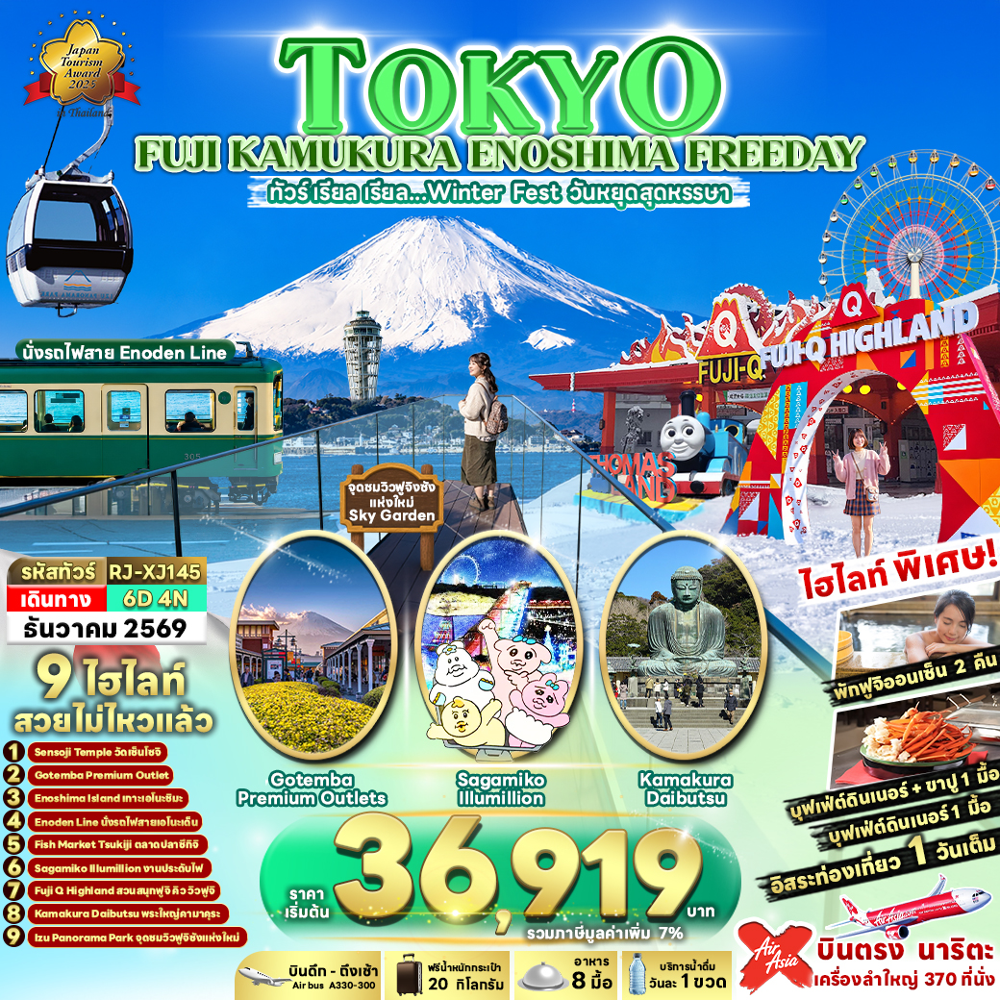 Japan
Tourism
Award
2025
in Thailand
TOKYO
FUJI KAMUKURA ENOSHIMA FREEDAY
ทัวร์ เรียล เรียล...Winter Fest วันหยุดสุดหรรษา
นั่งรถไฟสาย Enoden Line
305
จุดชมวิวฟูจิซัง
แห่งใหม่
Sky Garden
Q
Q
FUJI-Q
FUJI-Q HIGHLAND
THOMAS
LAND
รหัสทัวร์ RJ-XJ145
เดินทาง 6D 4N
ธันวาคม 2569
9 ไฮไลท์
สวยไม่ไหวแล้ว
1 Sensoji Temple วัดเซ็นโซจิ
2 Gotemba Premium Outlet
3 Enoshima Island เกาะเอโนะชิมะ
4 Enoden Line นั่งรถไฟสายเอโนะเด็น
5 Fish Market Tsukiji ตลาดปลาซึกิจิ
6 Sagamiko Illumillion งานประดับไฟ
7 Fuji Q Highland สวนสนุกฟูจิ คิว วิวฟูจิ
8 Kamakura Daibutsu พระใหญ่คามาคุระ
9 Izu Panorama Park จุดชมวิวฟูจิซังแห่งใหม่
Gotemba
Premium Outlets
Sagamiko
Illumillion
Kamakura
Daibutsu
ไฮไลท์ พิเศษ!
พักฟูจิออนเซ็น 2 คืน
บุฟเฟ่ต์ดินเนอร์ + ขาปู 1 มื้อ
บุฟเฟ่ต์ดินเนอร์ 1 มื้อ
อิสระท่องเที่ยว 1 วันเต็ม
ราคา
เริ่มต้น
36,919
บาท
รวมภาษีมูลค่าเพิ่ม 7%
Air
Asia
บินตรง นาริตะ
เครื่องลำใหญ่ 370 ที่นั่ง
บินดึก - ถึงเช้า
Air bus A330-300
ฟรีน้ำหนักกระเป๋า
20 กิโลกรัม
อาหาร
8 มื้อ
บริการน้ำดื่ม
วันละ 1 ขวด